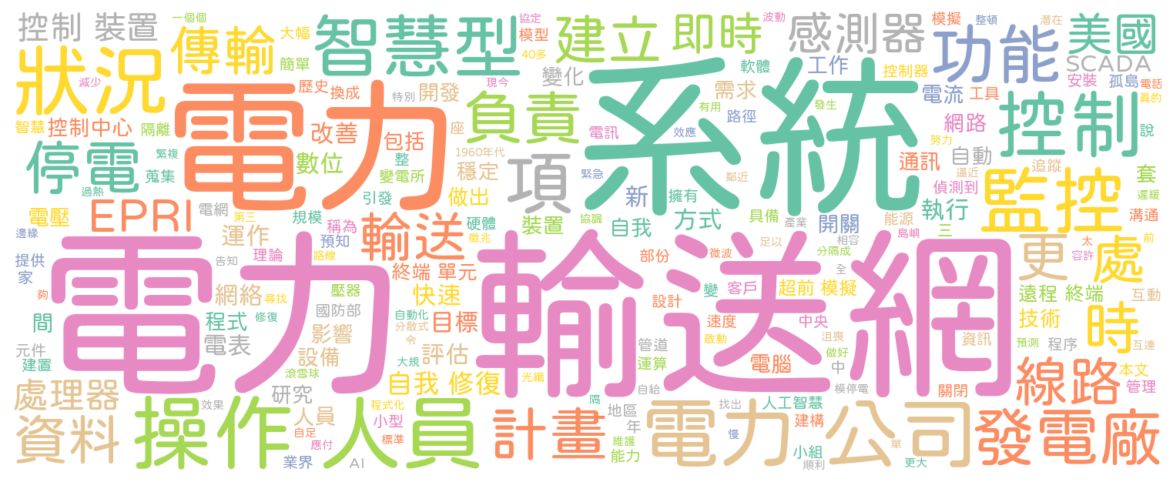 控制 裝置
傳輸
一個個
大幅
簡單
智慧型
協定
模型
建立
即時
波動
感測器
模擬
工作
功能
整頓
潛在
美國
SCADA
狀況
減少
電力
歷史
換成
現今
特別
開發
變化
負責
系統
軟體
需求
控制器
電流
工具
安裝
孤島
電話
智慧
控制中心
隔離
改善
包括
座
電訊
效應
有用
路徑
發生
網路
控制
說
真的
停電
繁複
過熱
蒐集
數位
整
變電所
1960年代
穩定
項
緊急
努力
逼近
通訊
自動
追蹤
偵測到
監控
套
遲緩
電壓
EPRI
電網
第三
規模
引發
稱為
預知
做出
輸送
硬體
徵兆
裝置
協調
新
自我
擁有
方式
鄰近
具備
產業
開關
相容
能源
島嶼
執行
三
溝通
前
邊緣
提供
家
夠
運作
告知
理論
路線
電力 輸送網
終端 單元
部份
微波
足以
分隔成
全
更
太
容許
處
間
元件
建置
網絡
程式
電表
尋找
修復
滾雪球
壓器
國防部
影響
設備
快速
自動化
分散式
令
大規
目標
評估
設計
變
速度
管道
運算
客戶
啟動
超前 模擬
中央
沮喪
電腦
做好
中
遠程 終端
技術
資訊
預測
程序
互動
互連
時
本文
管理
處理器
資料
效果
操作 人員
研究
人員
自足
應付
業界
AI
自我 修復
程式化
小型
標準
光纖
計畫
自給
隔
地區
年
維護
能力
電力 公司
找出
慢
人工智慧
建構
小組
順利
模停電
關閉
單
更大
線路
發電廠
40多